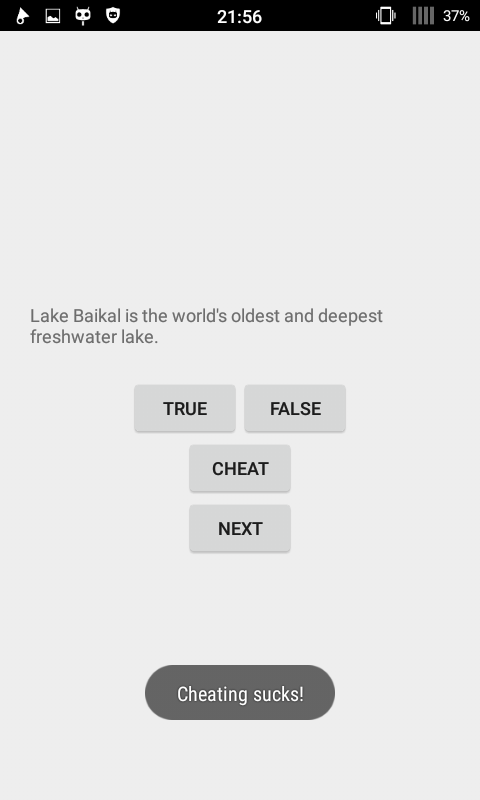 21:56
37%
Lake Baikal is the world's oldest and deepest
freshwater lake.
TRUE
FALSE
CHEAT
NEXT
Cheating sucks!